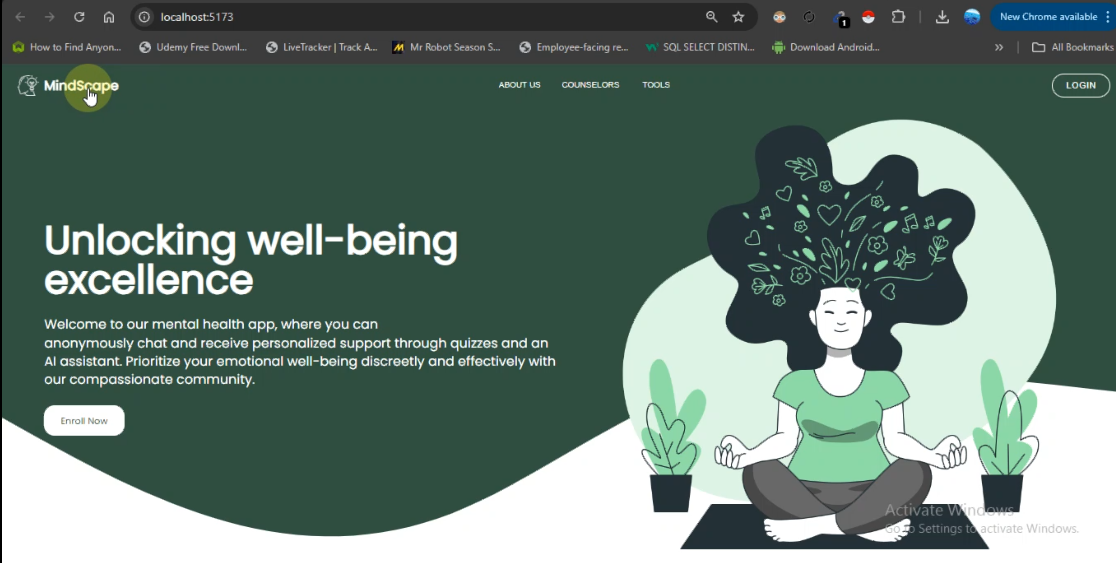 localhost:5173
1
New Chrome available
How to Find Anyon...
Udemy Free Downl...
LiveTracker | Track A...
Mr Robot Season S...
Employee-facing re...
SQL SELECT DISTIN...
Download Android...
»
All Bookmarks
MindScape
ABOUT US
COUNSELORS
TOOLS
LOGIN
Unlocking well-being
excellence
Welcome to our mental health app, where you can
anonymously chat and receive personalized support through quizzes and an
AI assistant. Prioritize your emotional well-being discreetly and effectively with
our compassionate community.
Enroll Now
Activate Windows
Go to Settings to activate Windows.